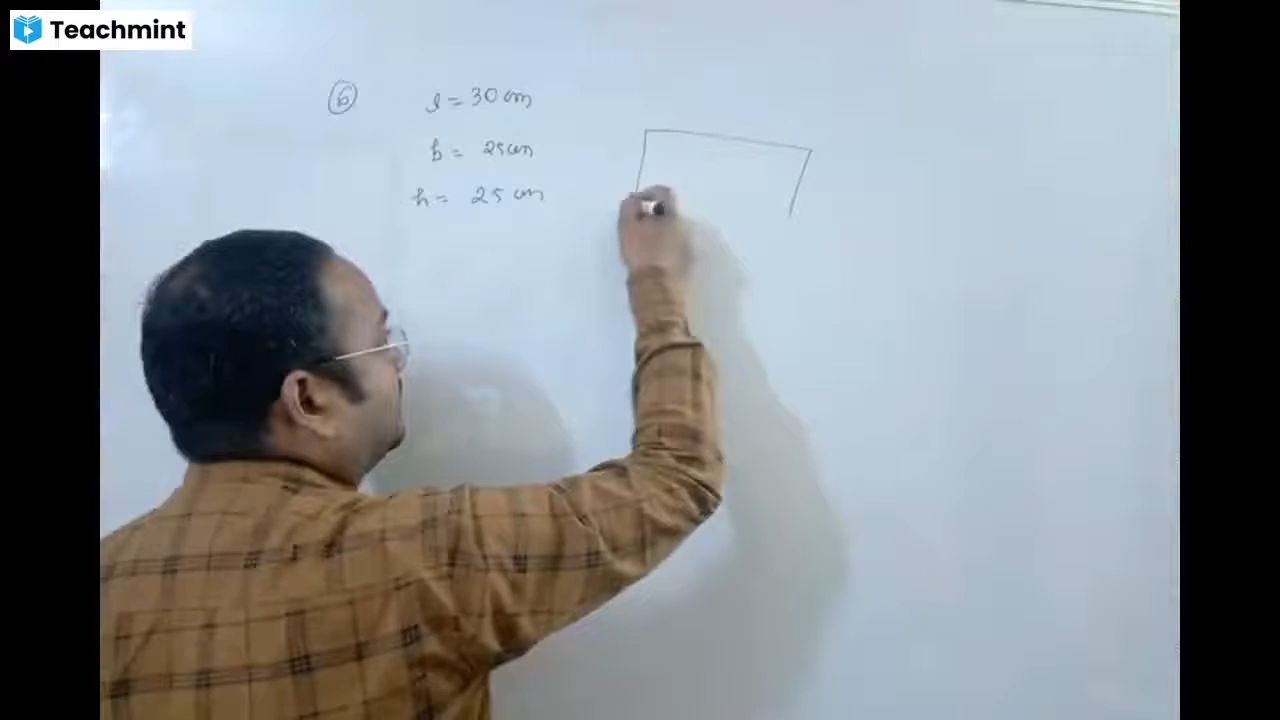 Teachmint
6 l = 30 cm
b = 25 cm
h = 25 cm